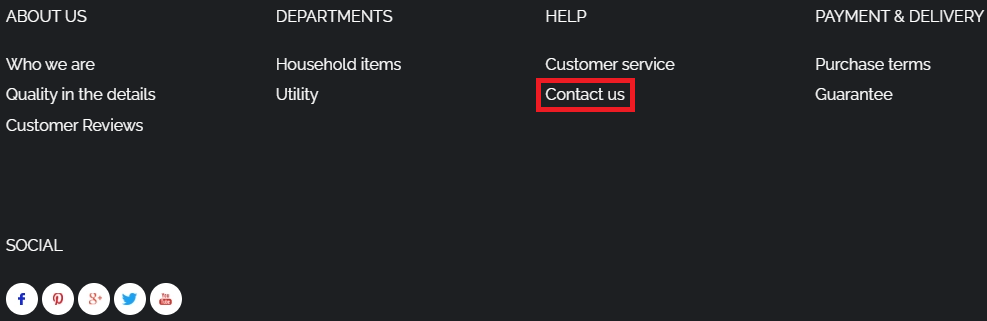 ABOUT US
Who we are
Quality in the details
Customer Reviews
DEPARTMENTS
Household items
Utility
HELP
Customer service
Contact us
PAYMENT & DELIVERY
Purchase terms
Guarantee
SOCIAL